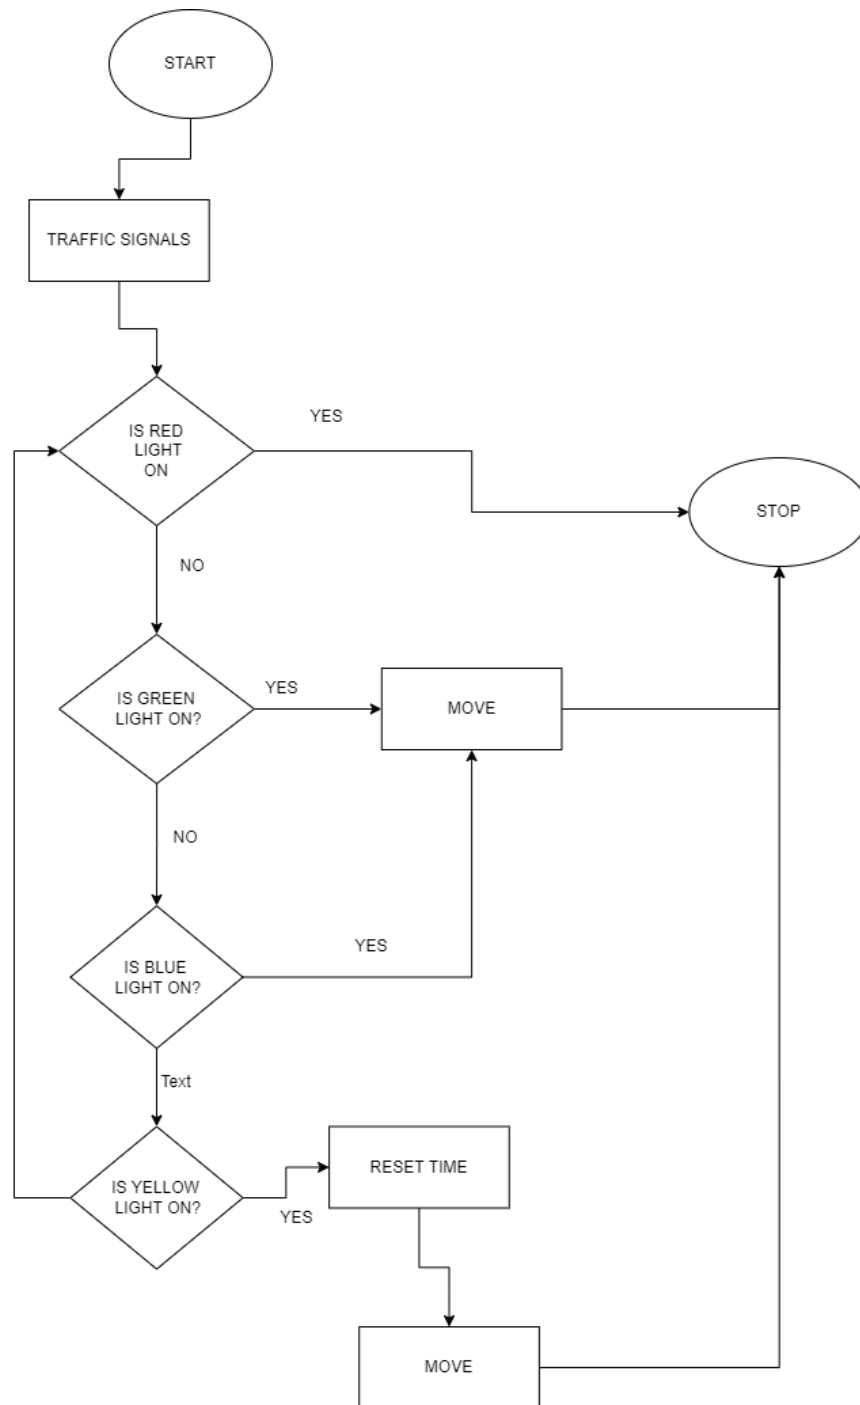 START
TRAFFIC SIGNALS
IS RED
LIGHT
ON
YES
STOP
NO
IS GREEN
LIGHT ON?
YES
MOVE
NO
IS BLUE
LIGHT ON?
YES
Text
IS YELLOW
LIGHT ON?
YES
RESET TIME
MOVE